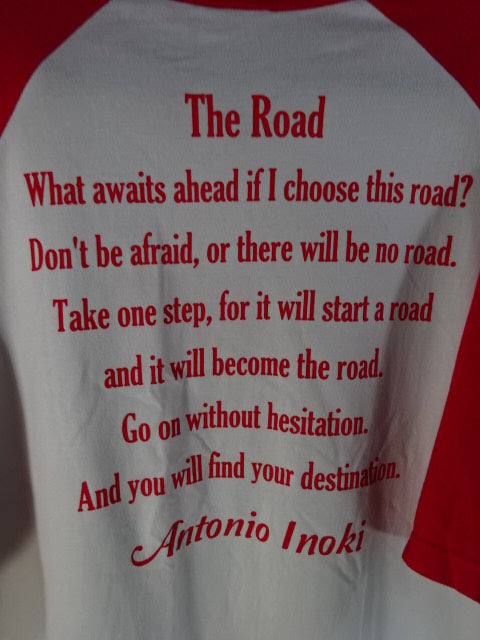 The Road
What awaits ahead if I choose this road?
Don't be afraid, or there will be no road.
Take one step, for it will start a road
and it will become the road.
Go on without hesitation.
And you will find your destination.
Antonio Inoki